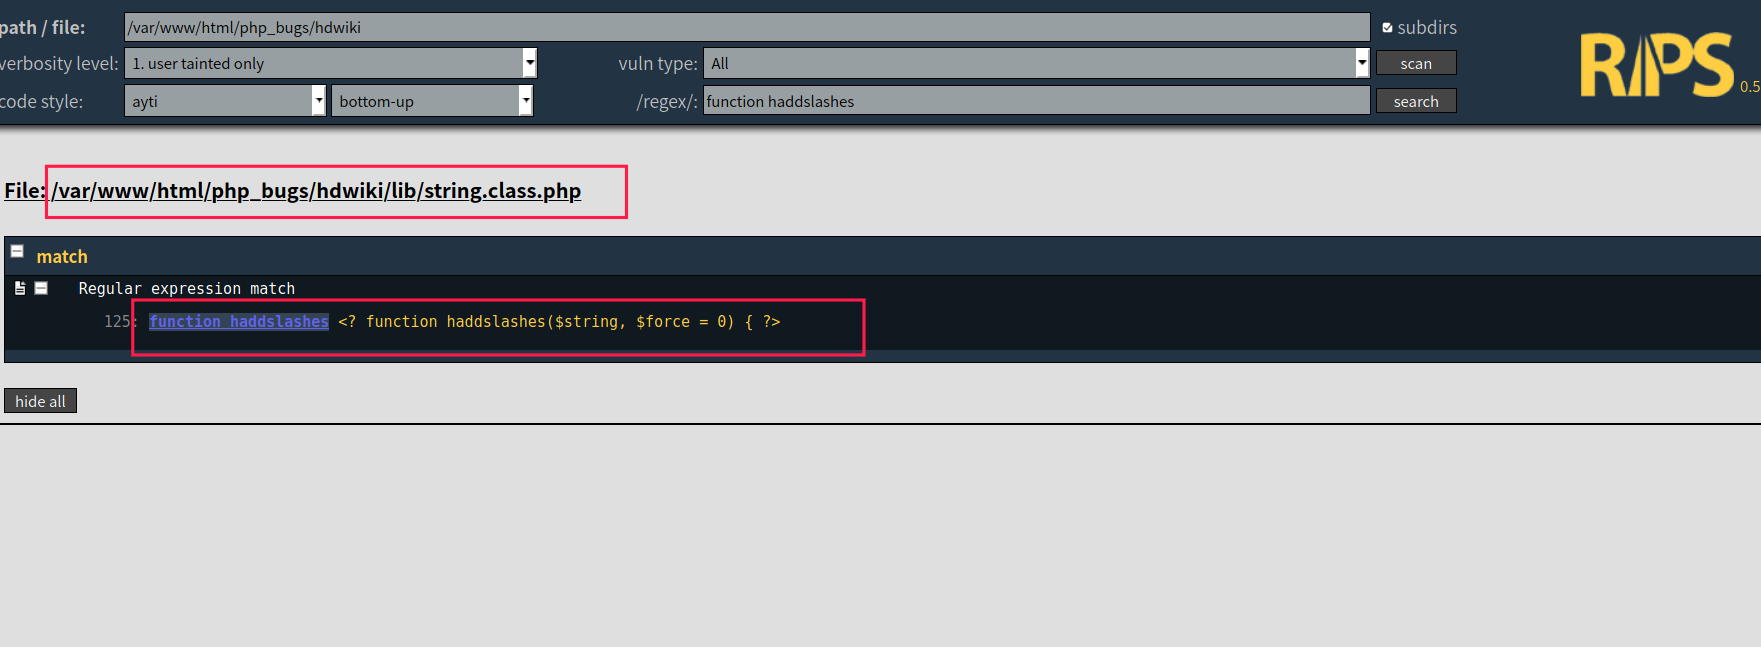 path / file: /var/www/html/php_bugs/hdwiki subdirs
verbosity level: 1. user tainted only vuln type: All scan
code style: ayti bottom-up /regex/: function haddslashes search
RIPS 0.5
File: /var/www/html/php_bugs/hdwiki/lib/string.class.php
match
Regular expression match
125: function haddslashes <? function haddslashes($string, $force = 0) { ?>
hide all